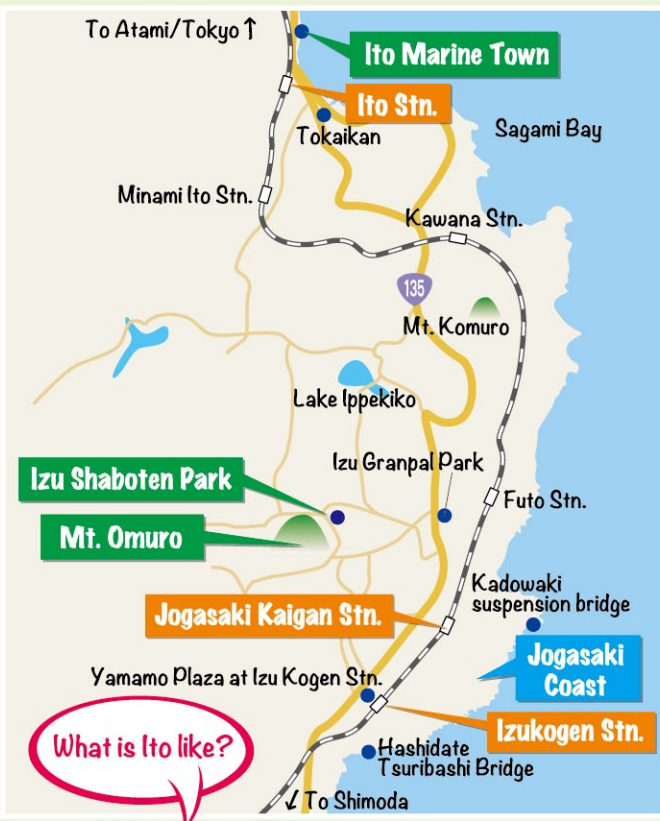 To Atami/Tokyo ↑
Ito Marine Town
Ito Stn.
Tokaikan
Sagami Bay
Minami Ito Stn.
Kawana Stn.
135
Mt. Komuro
Lake Ippekiko
Izu Granpal Park
Izu Shaboten Park
Futo Stn.
Mt. Omuro
Kadowaki
suspension bridge
Jogasaki Kaigan Stn.
Jogasaki
Coast
Yamamo Plaza at Izu Kogen Stn.
Izukogen Stn.
What is Ito like?
Hashidate
Tsuribashi Bridge
↙ To Shimoda